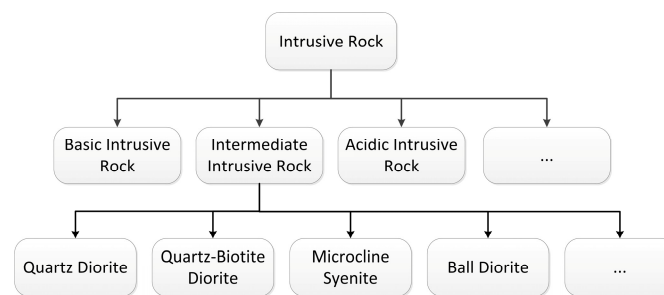 Intrusive Rock
Basic Intrusive
Rock
Intermediate
Intrusive Rock
Acidic Intrusive
Rock
...
Quartz Diorite
Quartz-Biotite
Diorite
Microcline
Syenite
Ball Diorite
...